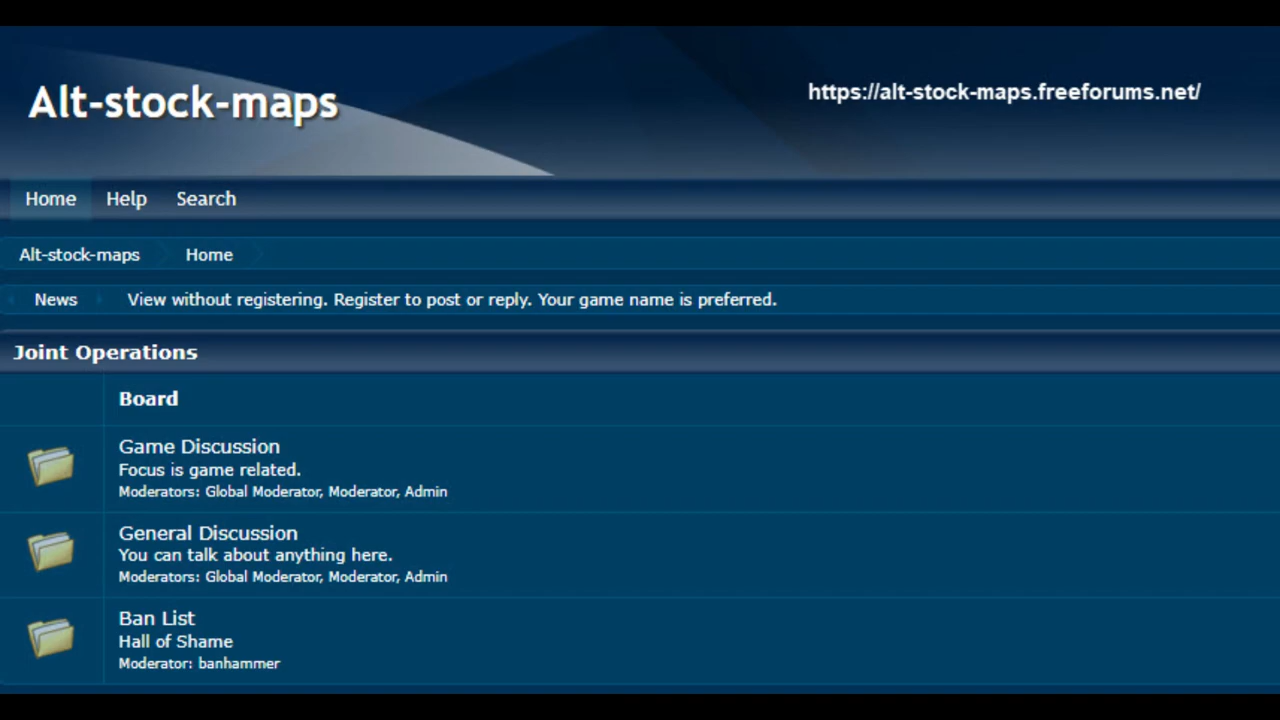 Alt-stock-maps
https://alt-stock-maps.freeforums.net/
Home Help Search
Alt-stock-maps Home
News View without registering. Register to post or reply. Your game name is preferred.
Joint Operations
Board
Game Discussion
Focus is game related.
Moderators: Global Moderator, Moderator, Admin
General Discussion
You can talk about anything here.
Moderators: Global Moderator, Moderator, Admin
Ban List
Hall of Shame
Moderator: banhammer